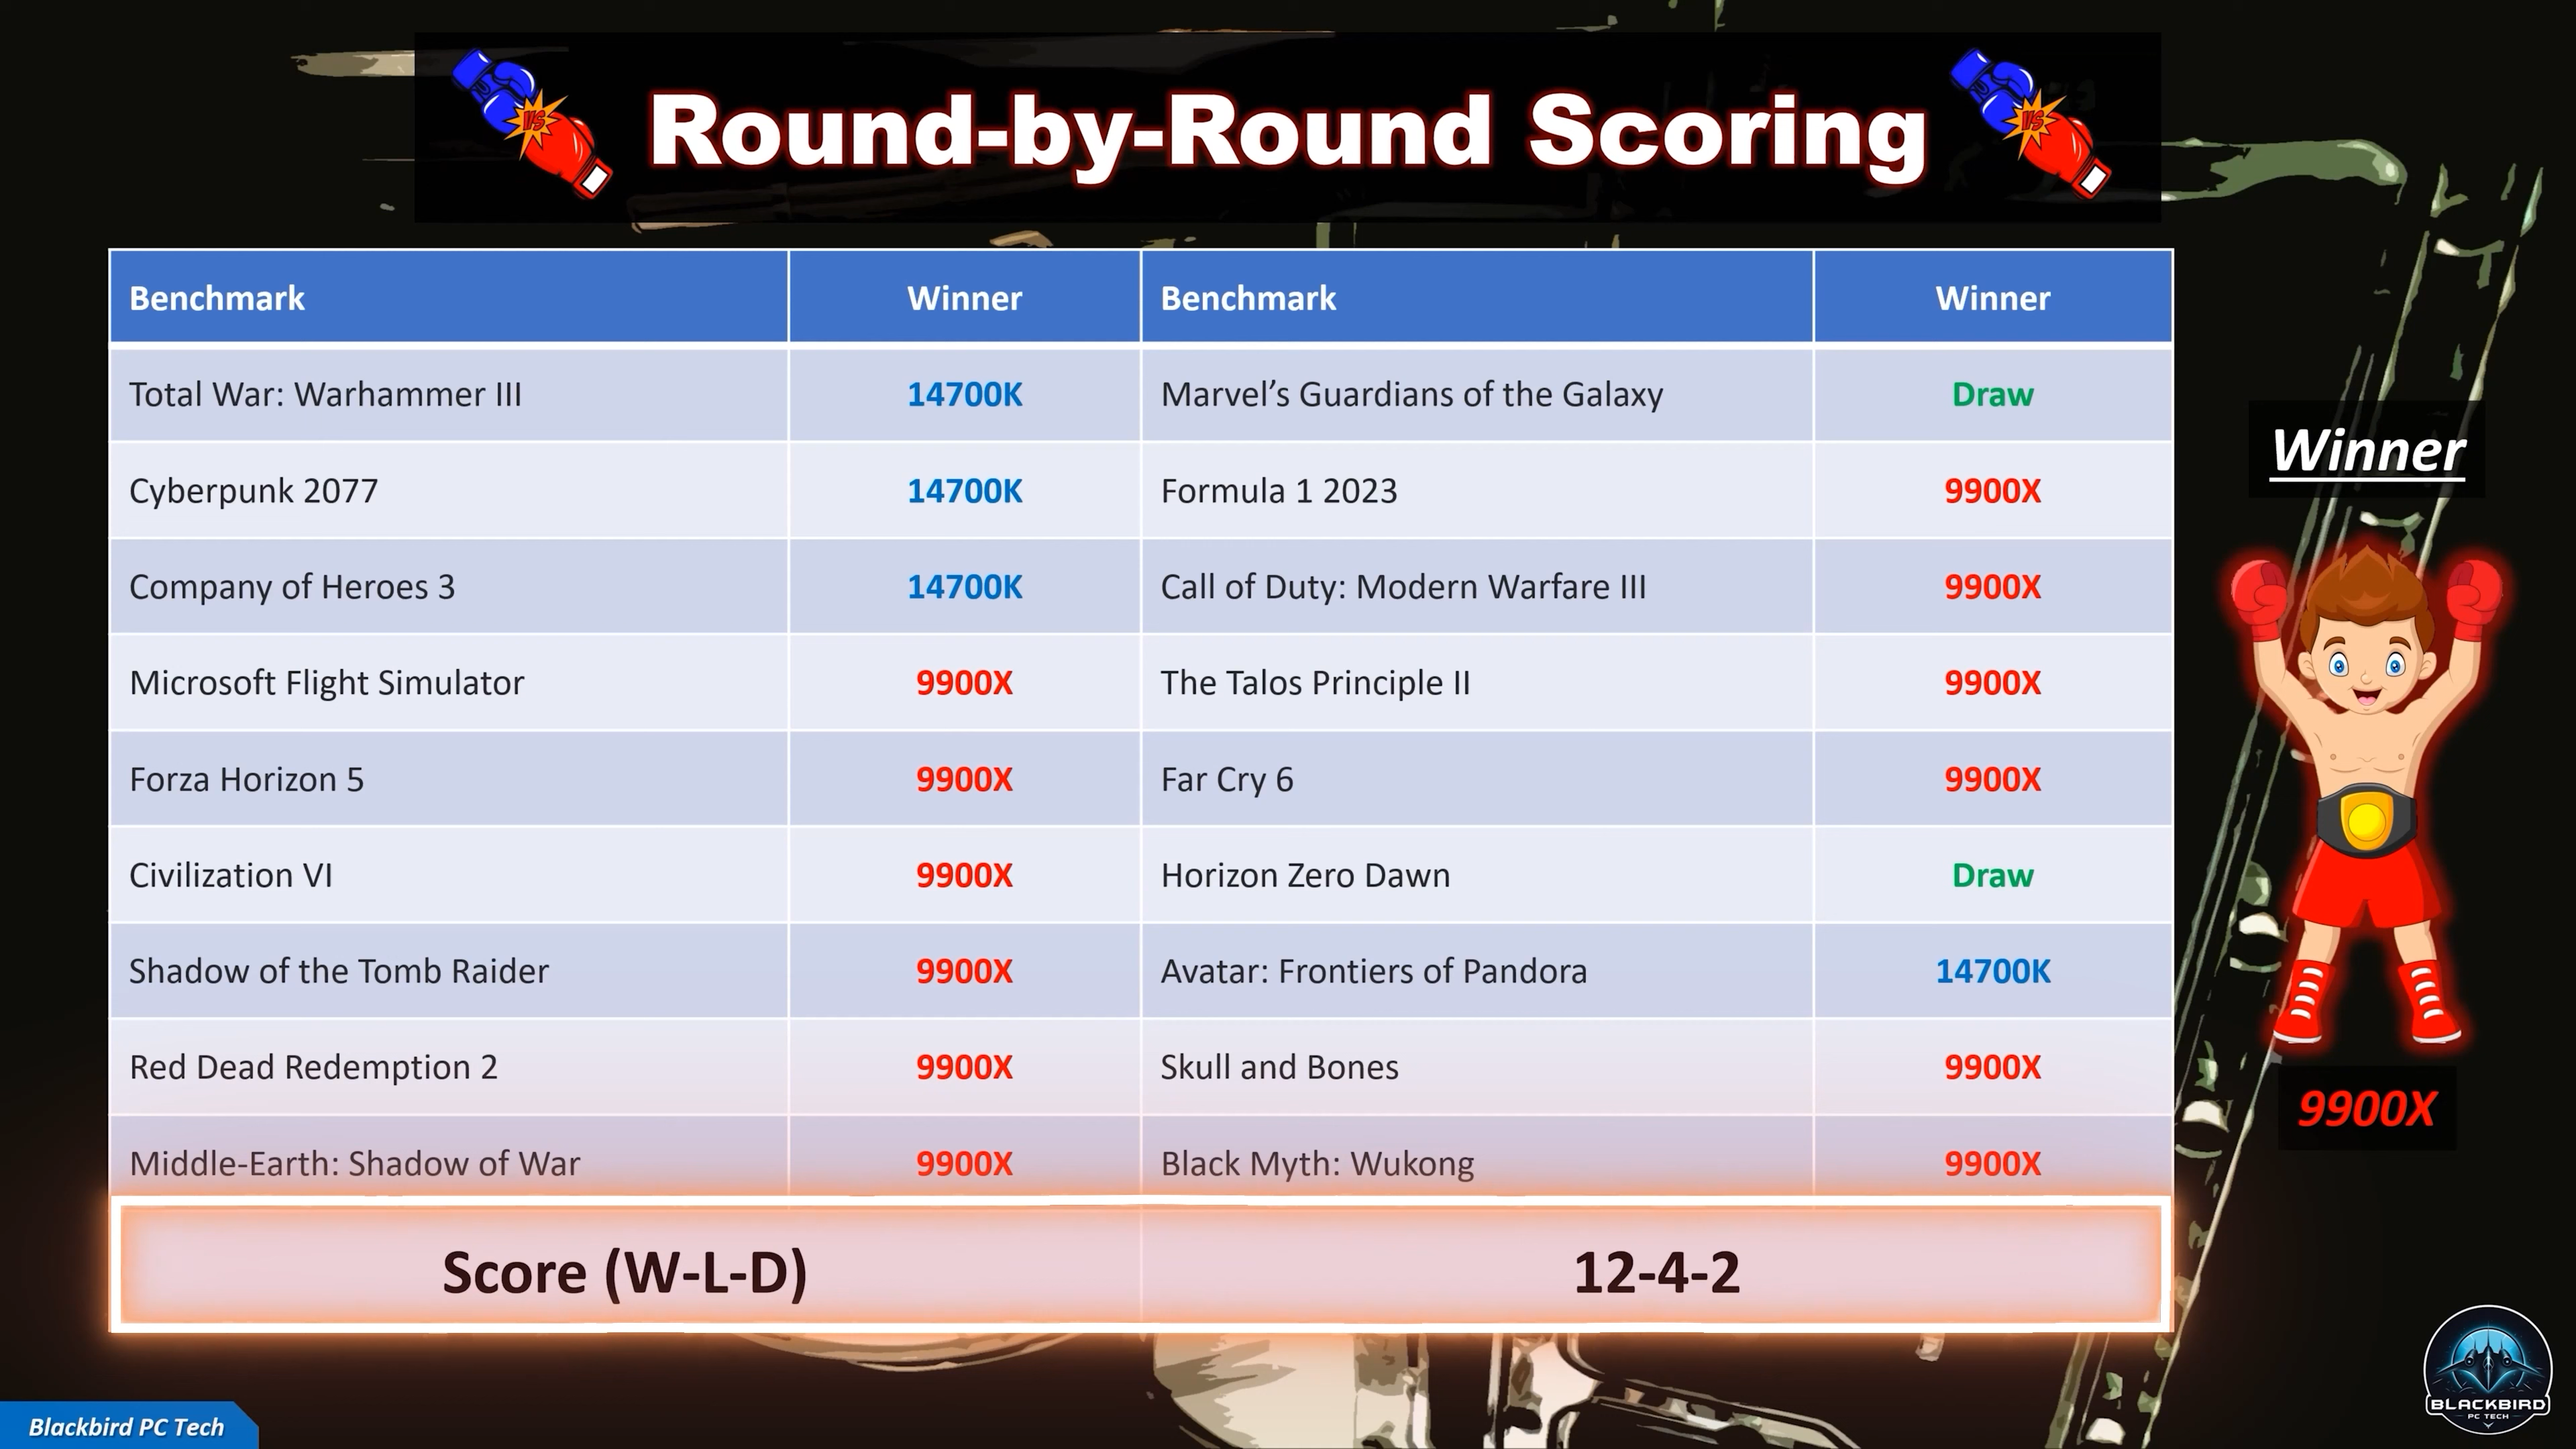 VS
Round-by-Round Scoring
VS
Benchmark Winner Benchmark Winner
Total War: Warhammer III 14700K Marvel’s Guardians of the Galaxy Draw
Cyberpunk 2077 14700K Formula 1 2023 9900X
Company of Heroes 3 14700K Call of Duty: Modern Warfare III 9900X
Microsoft Flight Simulator 9900X The Talos Principle II 9900X
Forza Horizon 5 9900X Far Cry 6 9900X
Civilization VI 9900X Horizon Zero Dawn Draw
Shadow of the Tomb Raider 9900X Avatar: Frontiers of Pandora 14700K
Red Dead Redemption 2 9900X Skull and Bones 9900X
Middle-Earth: Shadow of War 9900X Black Myth: Wukong 9900X
Score (W-L-D) 12-4-2
Winner
9900X
Blackbird PC Tech
BLACKBIRD
PC TECH